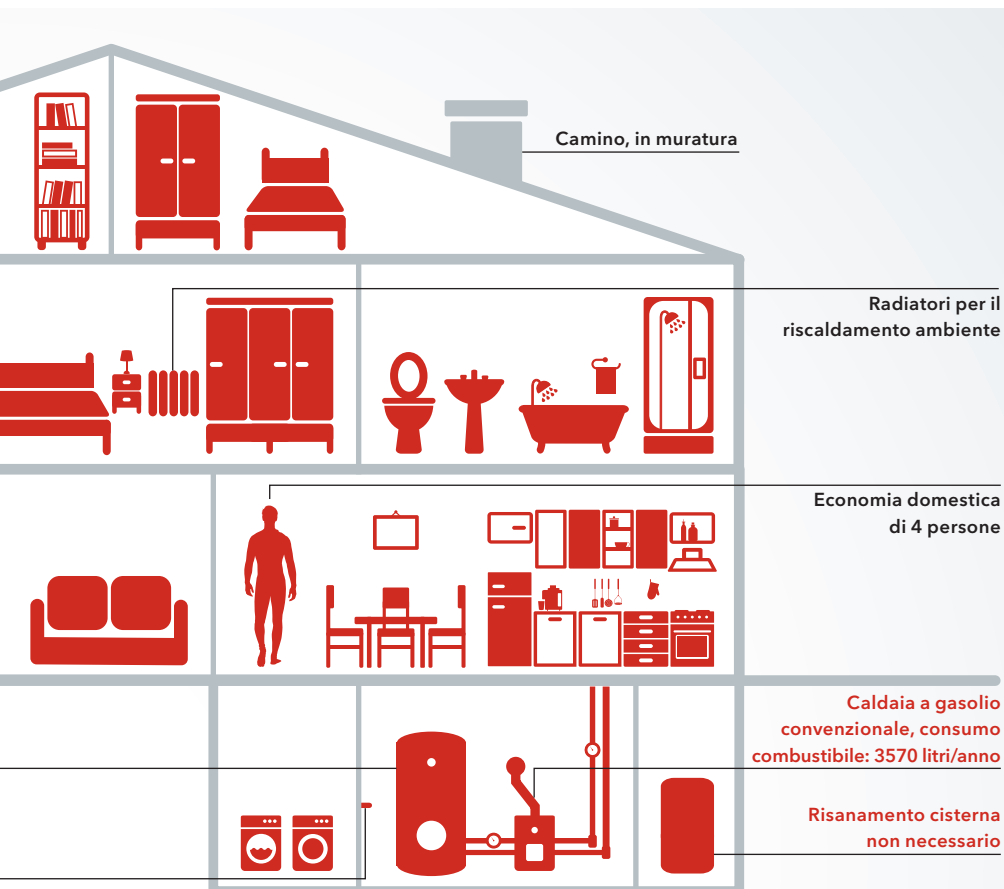 Camino, in muratura
Radiatori per il
riscaldamento ambiente
Economia domestica
di 4 persone
Caldaia a gasolio
convenzionale, consumo
combustibile: 3570 litri/anno
Risanamento cisterna
non necessario